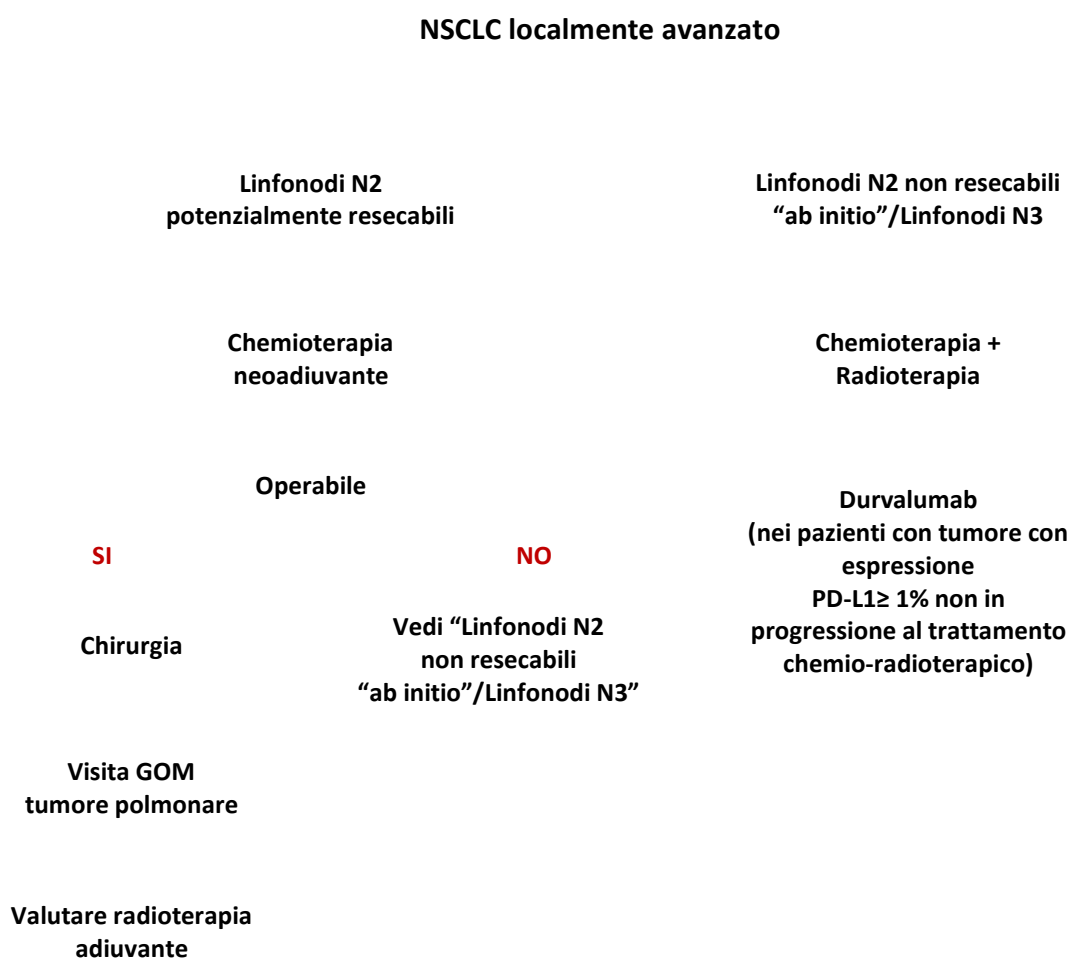 NSCLC localmente avanzato
Linfonodi N2
potenzialmente resecabili
Linfonodi N2 non resecabili
“ab initio”/Linfonodi N3
Chemioterapia
neoadiuvante
Chemioterapia +
Radioterapia
Operabile
SI
NO
Durvalumab
(nei pazienti con tumore con
espressione
PD-L1≥ 1% non in
progressione al trattamento
chemio-radioterapico)
Chirurgia
Vedi “Linfonodi N2
non resecabili
“ab initio”/Linfonodi N3”
Visita GOM
tumore polmonare
Valutare radioterapia
adiuvante